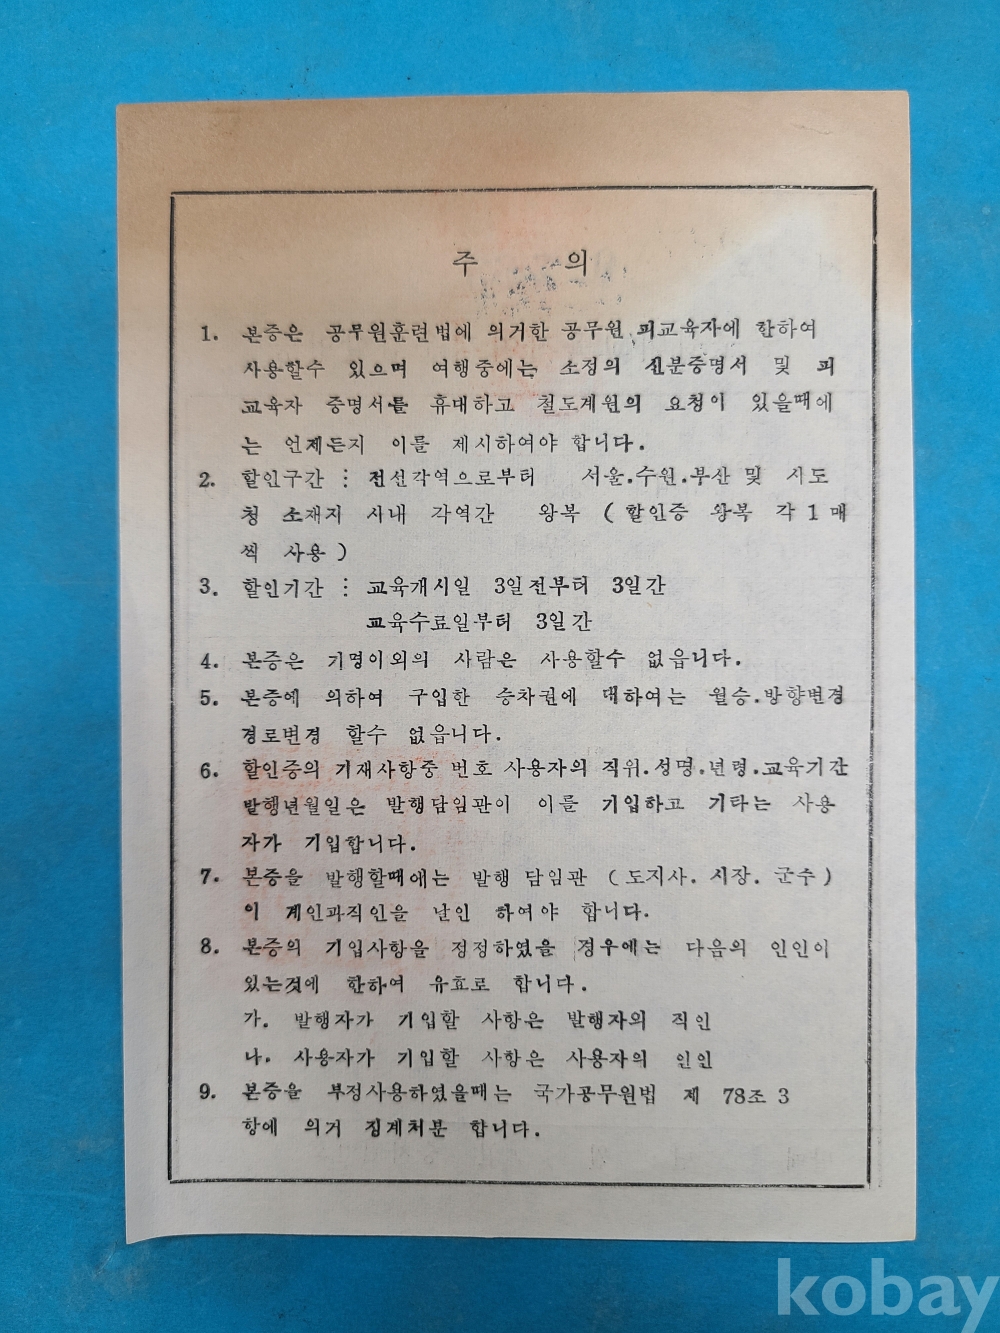 주 의
1. 본증은 공무원훈련법에 의거한 공무원 피교육자에 한하여
사용할수 있으며 여행중에는 소정의 신분증명서 및 피
교육자 증명서를 휴대하고 철도계원의 요청이 있을때에
는 언제든지 이를 제시하여야 합니다.
2. 할인구간 : 전선각역으로부터 서울.수원.부산 및 시도
청 소재지 시내 각역간 왕복 ( 할인증 왕복 각 1 매
씩 사용 )
3. 할인기간 : 교육개시일 3일전부터 3일간
교육수료일부터 3일간
4. 본증은 기명이외의 사람은 사용할수 없읍니다.
5. 본증에 의하여 구입한 승차권에 대하여는 월승.방향변경
경로변경 할수 없읍니다.
6. 할인증의 기재사항중 번호 사용자의 직위.성명.년령.교육기간
발행년월일은 발행담임관이 이를 기입하고 기타는 사용
자가 기입합니다.
7. 본증을 발행할때에는 발행 담임관 ( 도지사. 시장. 군수 )
이 계인과직인을 날인 하여야 합니다.
8. 본증의 기입사항을 정정하였을 경우에는 다음의 인인이
있는것에 한하여 유효로 합니다.
가. 발행자가 기입할 사항은 발행자의 직인
나. 사용자가 기입할 사항은 사용자의 인인
9. 본증을 부정사용하였을때는 국가공무원법 제 78조 3
항에 의거 징계처분 합니다.
kobay